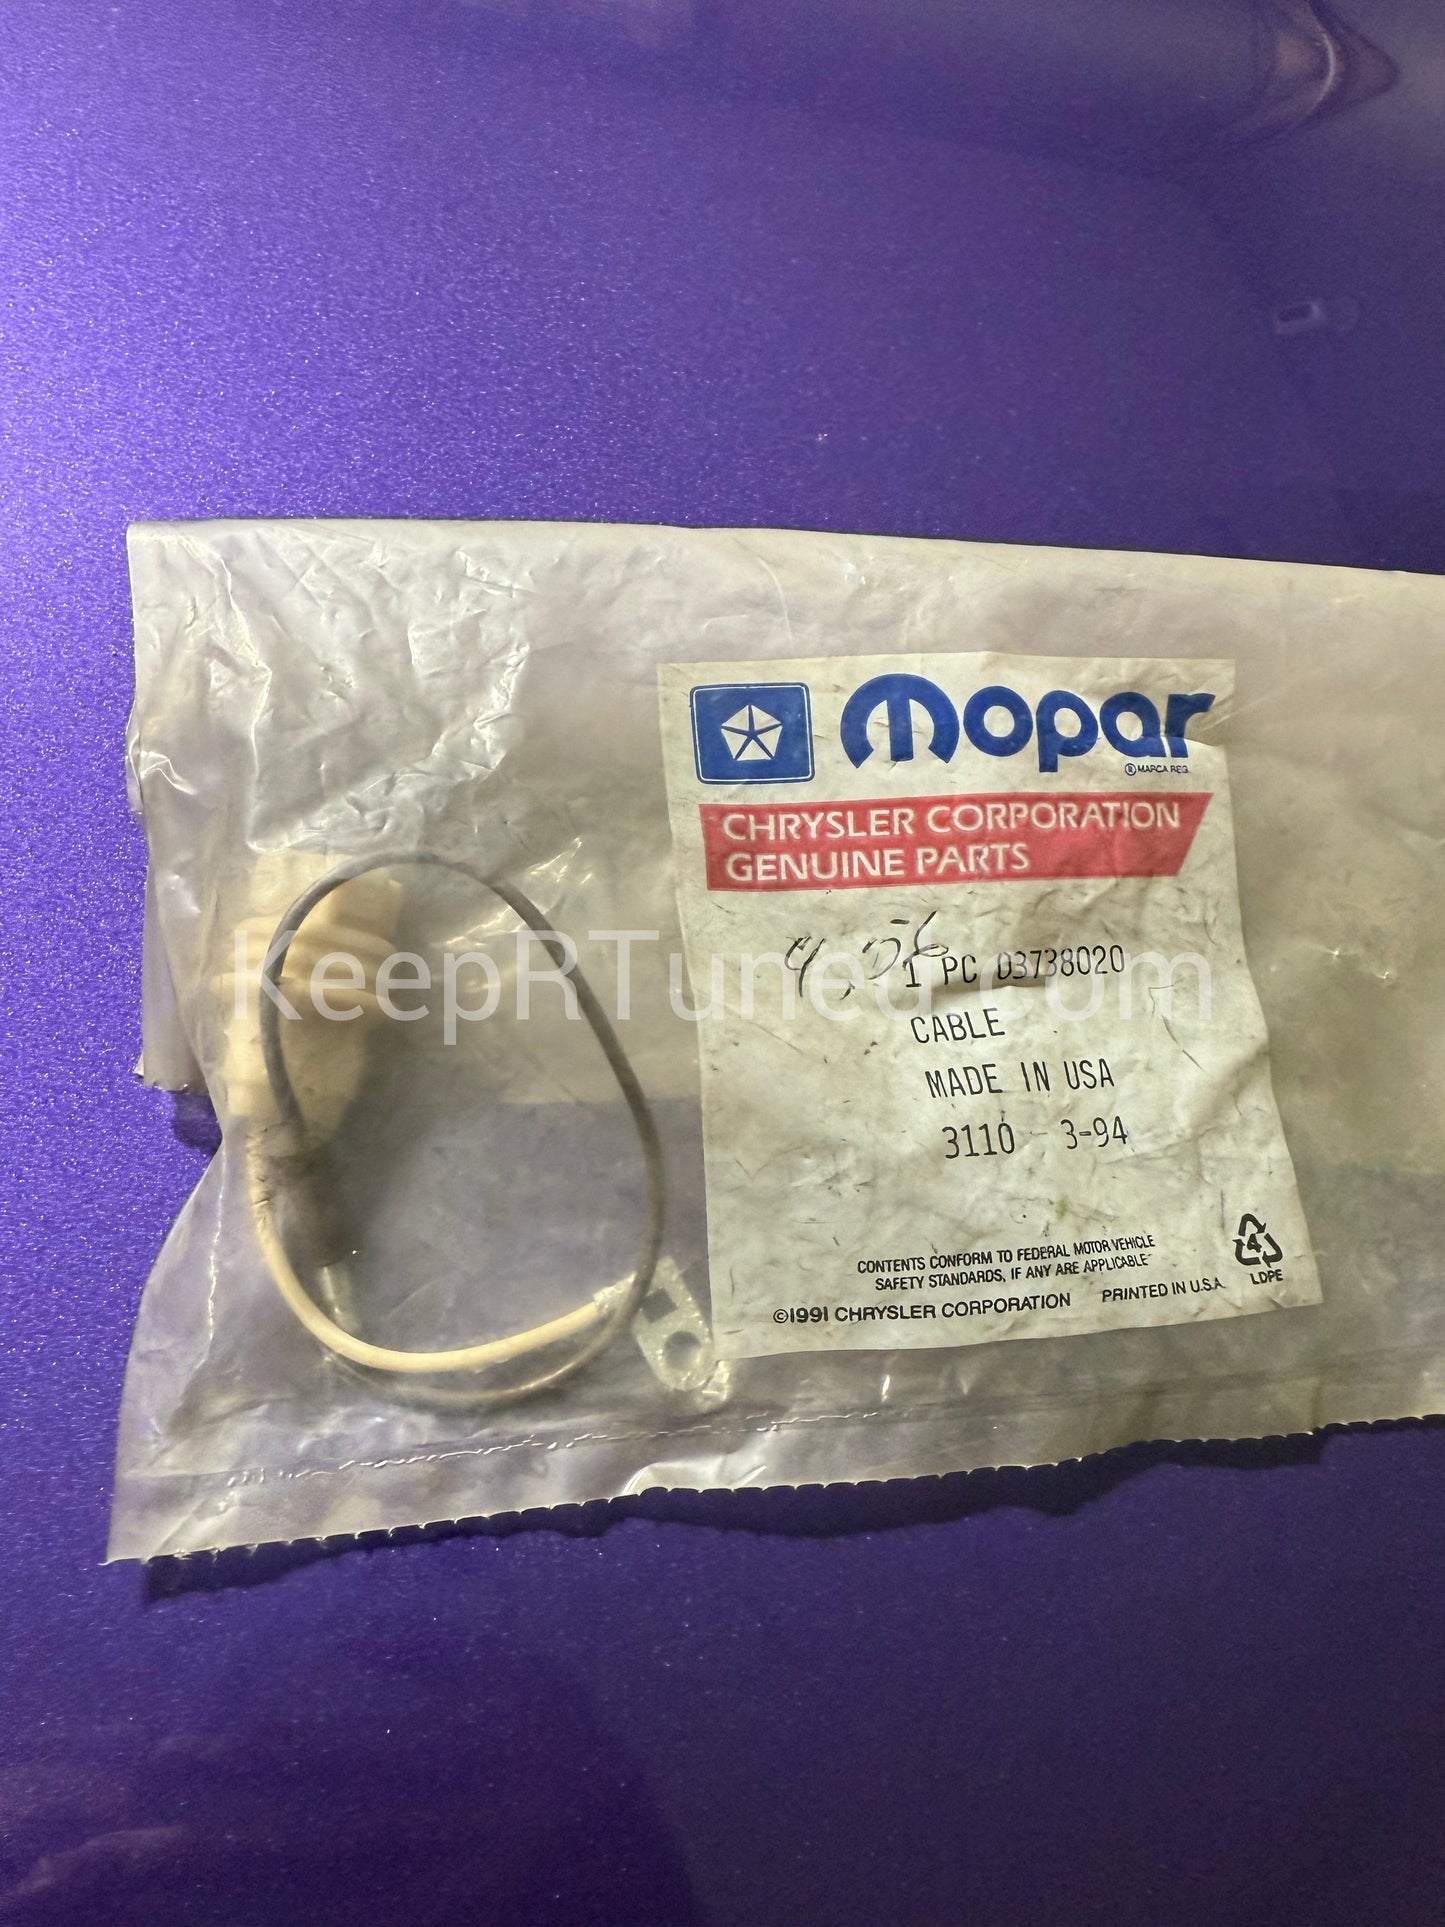 mopar
® MARCA REG.
CHRYSLER CORPORATION
GENUINE PARTS
1 PC 03738020
KeepRTuned.com
CABLE
MADE IN USA
3110 3-94
CONTENTS CONFORM TO FEDERAL MOTOR VEHICLE
SAFETY STANDARDS, IF ANY ARE APPLICABLE
©1991 CHRYSLER CORPORATION PRINTED IN U.S.A.
4
LDPE